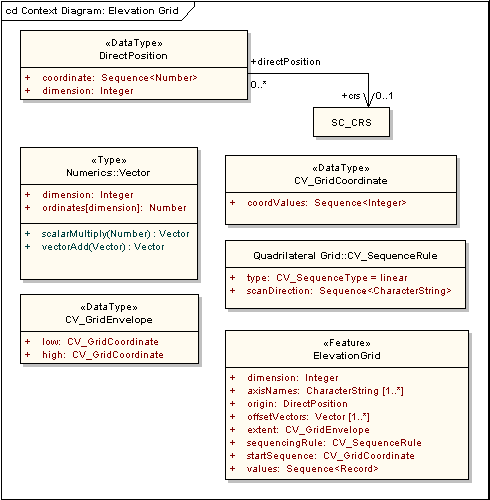 cd Context Diagram: Elevation Grid
«DataType»
DirectPosition
+ coordinate: Sequence<Number>
+ dimension: Integer
+directPosition
0..*
+crs
0..1
SC_CRS
«Type»
Numerics::Vector
+ dimension: Integer
+ ordinates[dimension]: Number
+ scalarMultiply(Number) : Vector
+ vectorAdd(Vector) : Vector
«DataType»
CV_GridCoordinate
+ coordValues: Sequence<Integer>
Quadrilateral Grid::CV_SequenceRule
+ type: CV_SequenceType = linear
+ scanDirection: Sequence<CharacterString>
«DataType»
CV_GridEnvelope
+ low: CV_GridCoordinate
+ high: CV_GridCoordinate
«Feature»
ElevationGrid
+ dimension: Integer
+ axisNames: CharacterString [1..*]
+ origin: DirectPosition
+ offsetVectors: Vector [1..*]
+ extent: CV_GridEnvelope
+ sequencingRule: CV_SequenceRule
+ startSequence: CV_GridCoordinate
+ values: Sequence<Record>